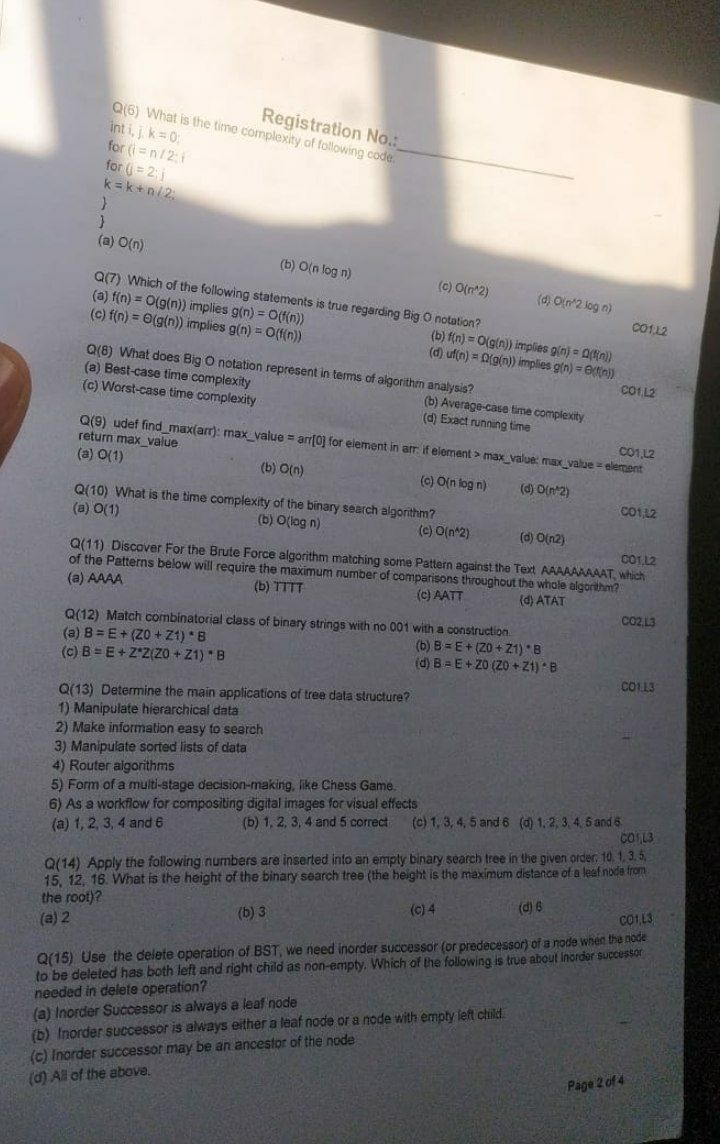 Registration No.:
Q(6) What is the time complexity of following code:
int i, j, k = 0;
for (i = n / 2; i
for (j = 2; j
k = k + n / 2;
}
}
(a) O(n) (b) O(n log n) (c) O(n^2) (d) O(n^2 log n)
CO1,L2
Q(7) Which of the following statements is true regarding Big O notation?
(a) f(n) = O(g(n)) implies g(n) = O(f(n)) (b) f(n) = O(g(n)) implies g(n) = Ω(f(n))
(c) f(n) = Θ(g(n)) implies g(n) = O(f(n)) (d) uf(n) = Ω(g(n)) implies g(n) = Θ(f(n))
CO1,L2
Q(8) What does Big O notation represent in terms of algorithm analysis?
(a) Best-case time complexity (b) Average-case time complexity
(c) Worst-case time complexity (d) Exact running time
CO1,L2
Q(9) udef find_max(arr): max_value = arr[0] for element in arr: if element > max_value: max_value = element
return max_value
(a) O(1) (b) O(n) (c) O(n log n) (d) O(n^2)
CO1,L2
Q(10) What is the time complexity of the binary search algorithm?
(a) O(1) (b) O(log n) (c) O(n^2) (d) O(n2)
CO1,L2
Q(11) Discover For the Brute Force algorithm matching some Pattern against the Text AAAAAAAAAT, which
of the Patterns below will require the maximum number of comparisons throughout the whole algorithm?
(a) AAAA (b) TTTT (c) AATT (d) ATAT
CO2,L3
Q(12) Match combinatorial class of binary strings with no 001 with a construction.
(a) B = E + (Z0 + Z1) * B (b) B = E + (Z0 + Z1) * B
(c) B = E + Z*Z(Z0 + Z1) * B (d) B = E + Z0 (Z0 + Z1) * B
CO1,L3
Q(13) Determine the main applications of tree data structure?
1) Manipulate hierarchical data
2) Make information easy to search
3) Manipulate sorted lists of data
4) Router algorithms
5) Form of a multi-stage decision-making, like Chess Game.
6) As a workflow for compositing digital images for visual effects
(a) 1, 2, 3, 4 and 6 (b) 1, 2, 3, 4 and 5 correct (c) 1, 3, 4, 5 and 6 (d) 1, 2, 3, 4, 5 and 6.
CO1,L3
Q(14) Apply the following numbers are inserted into an empty binary search tree in the given order: 10, 1, 3, 5,
15, 12, 16. What is the height of the binary search tree (the height is the maximum distance of a leaf node from
the root)?
(a) 2 (b) 3 (c) 4 (d) 6
CO1,L3
Q(15) Use the delete operation of BST, we need inorder successor (or predecessor) of a node when the node
to be deleted has both left and right child as non-empty. Which of the following is true about inorder successor
needed in delete operation?
(a) Inorder Successor is always a leaf node
(b) Inorder successor is always either a leaf node or a node with empty left child.
(c) Inorder successor may be an ancestor of the node
(d) All of the above.
Page 2 of 4